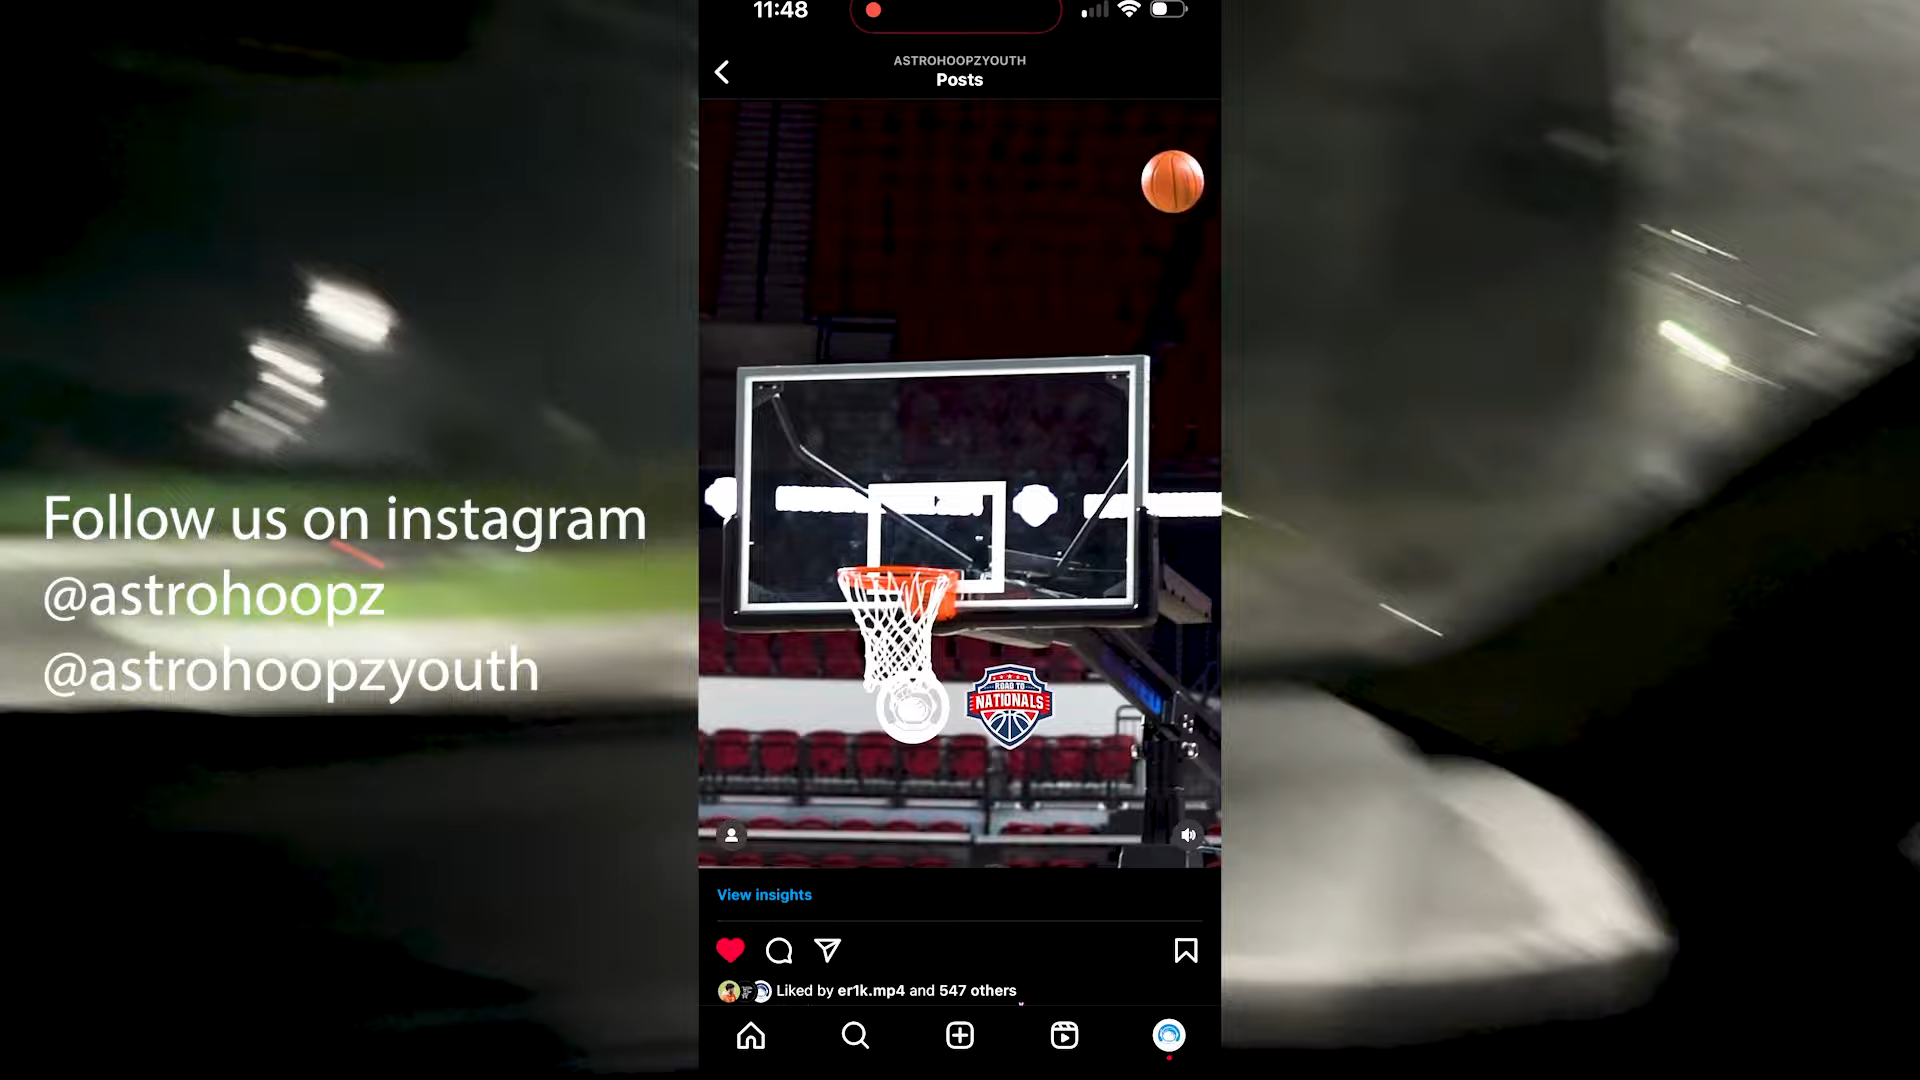 11:48
ASTROHOOPZYOUTH
Posts
Follow us on instagram
@astrohoopz
@astrohoopzyouth
ROAD TO
NATIONALS
View insights
Liked by er1k.mp4 and 547 others